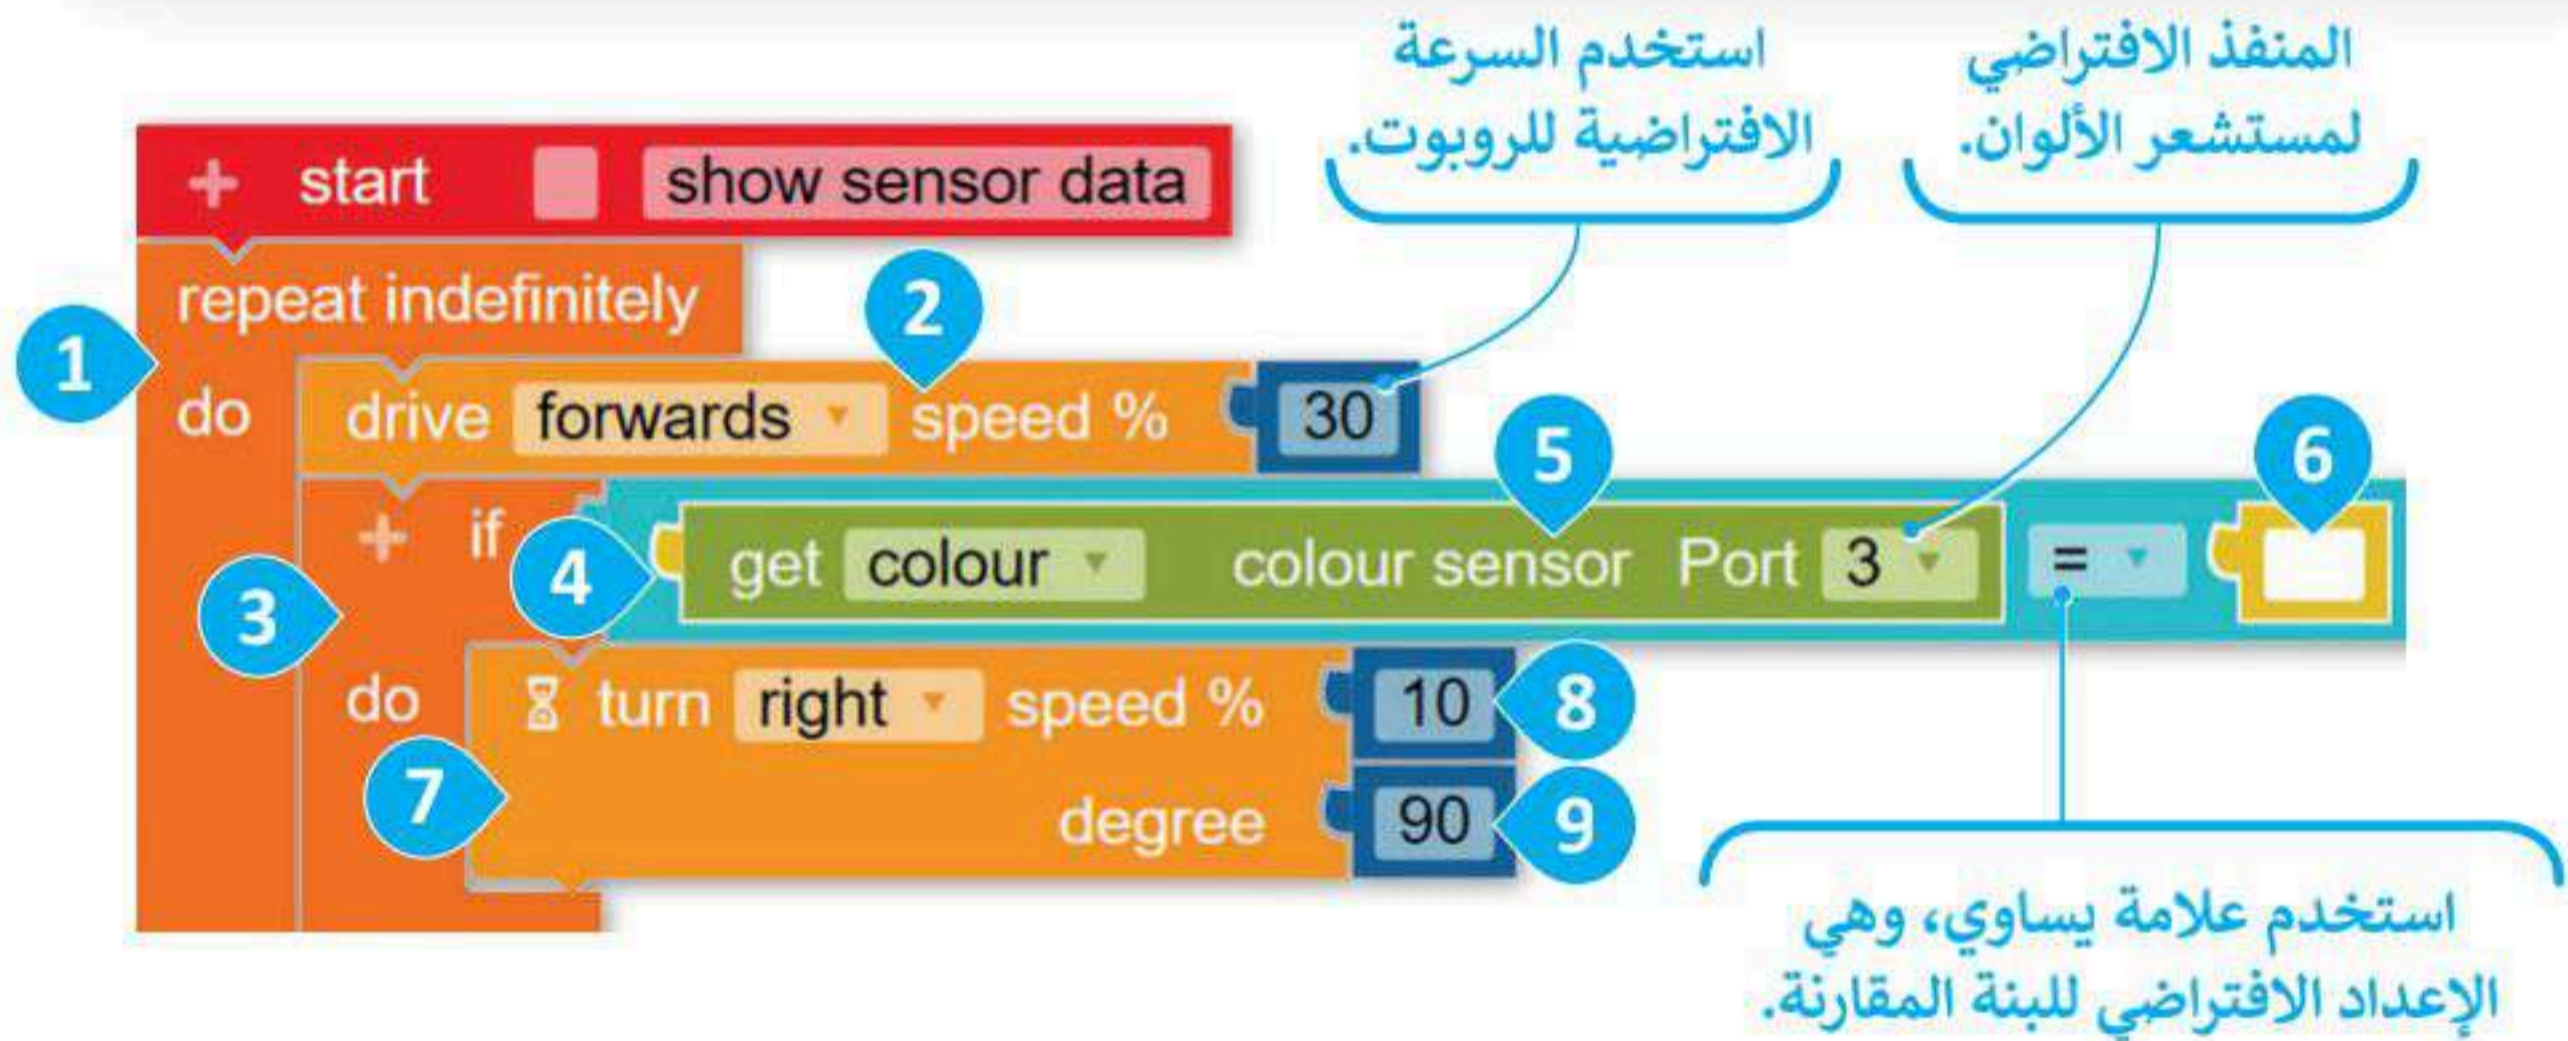 استخدم السرعة
الافتراضية للروبوت.
المنفذ الافتراضي
لمستشعر الألوان.
+ start show sensor data
repeat indefinitely
1
2
do drive forwards speed % 30
5
6
+ if get colour colour sensor Port 3 =
4
3
do turn right speed % 10
8
7
degree 90
9
استخدم علامة يساوي، وهي
الإعداد الافتراضي للبنة المقارنة.